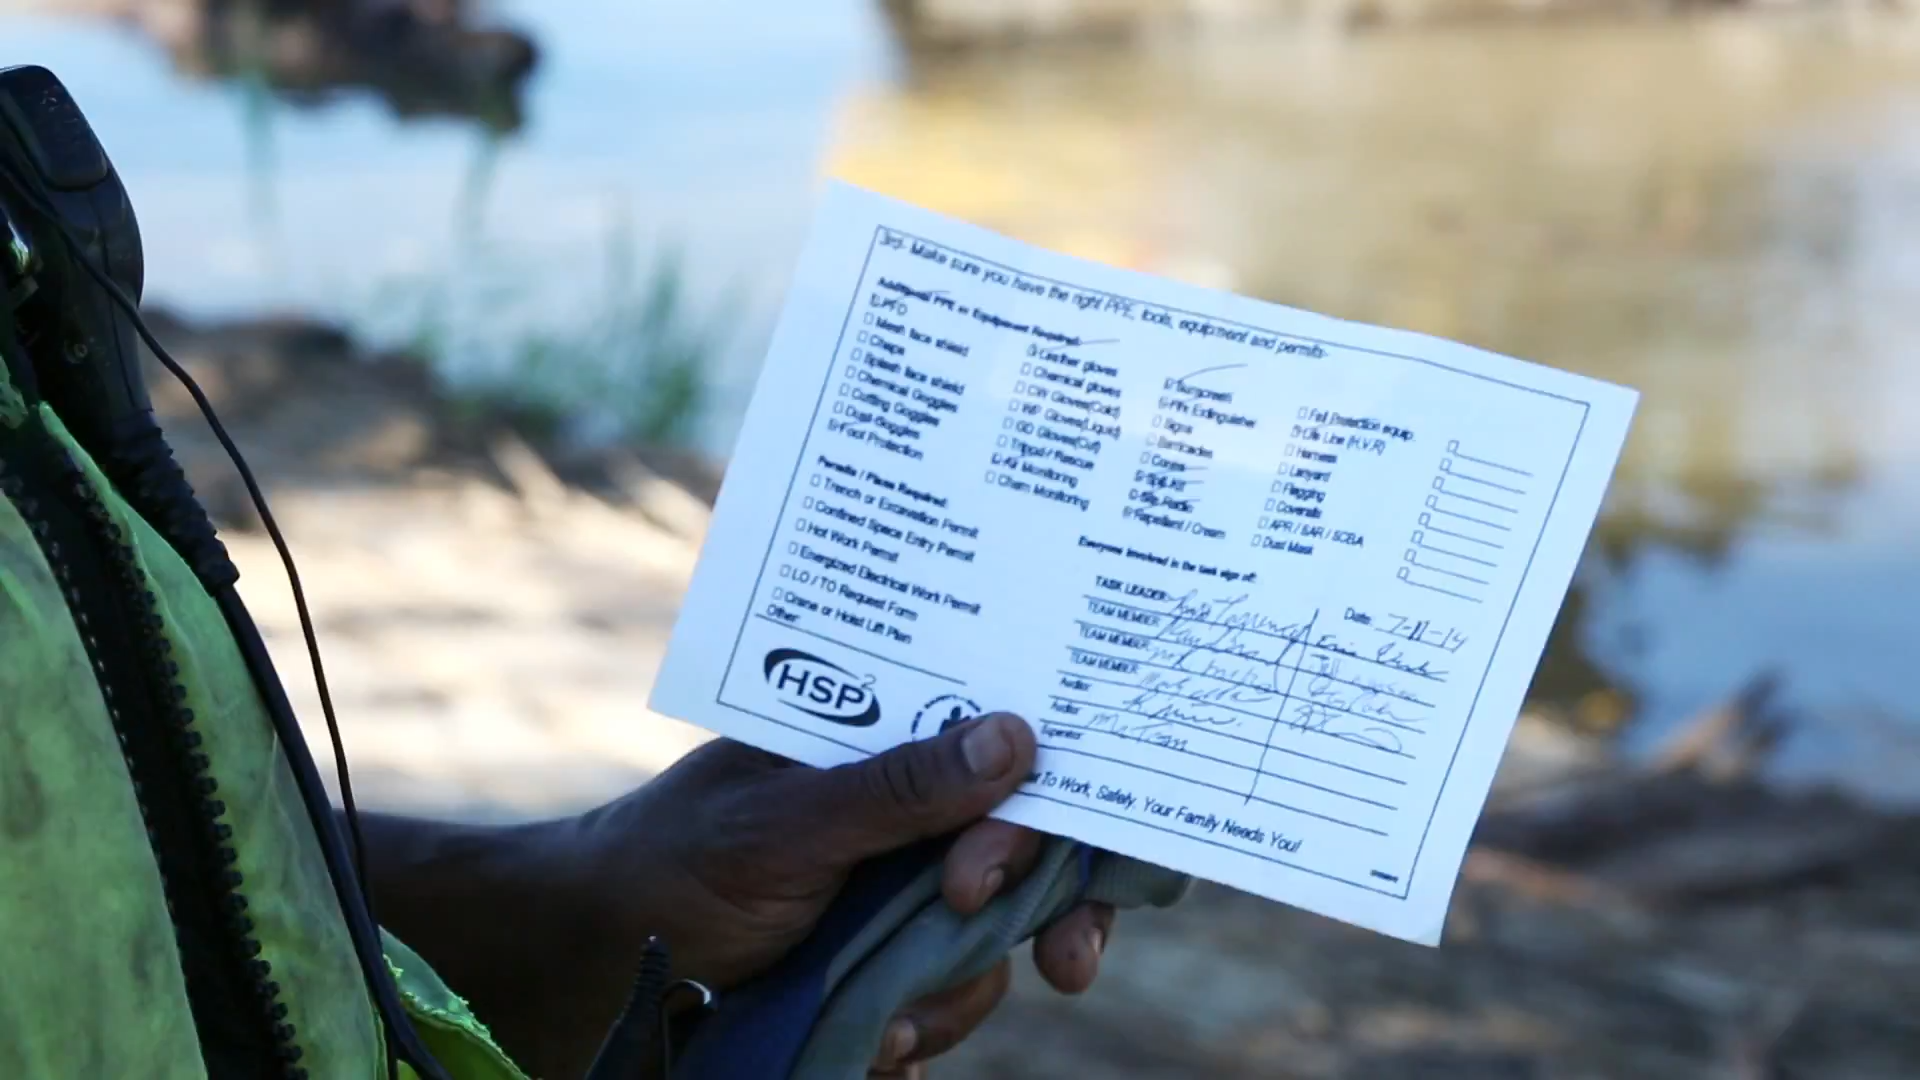 3rd. Make sure you have the right PPE, tools, equipment and permits.
Additional PPE or Equipment Required:
PFD
Mesh face shield
Chaps
Splash face shield
Chemical Goggles
Cutting Goggles
Dust Goggles
Foot Protection
Leather gloves
Chemical gloves
CW Gloves(Cold)
WP Gloves(Liquid)
GO Gloves(Cut)
Tripod / Rescue
Air Monitoring
Chem Monitoring
Sunscreen
Fire Extinguisher
Signs
Barricades
Cones
Spill Kit
Radio
Repellant / Cream
Fall Protection equip.
Life Line (H.V.R)
Harness
Lanyard
Flagging
Coveralls
APR / SAR / SCBA
Dust Mask
Permits / Plans Required:
Trench or Excavation Permit
Confined Space Entry Permit
Hot Work Permit
Energized Electrical Work Permit
LO / TO Request Form
Crane or Hoist Lift Plan
Other:
HSP2
Everyone involved in the task sign off:
Date: 7-11-14
TASK LEADER:
TEAM MEMBER:
TEAM MEMBER:
TEAM MEMBER:
Auditor:
Auditor:
To Work, Safely. Your Family Needs You!